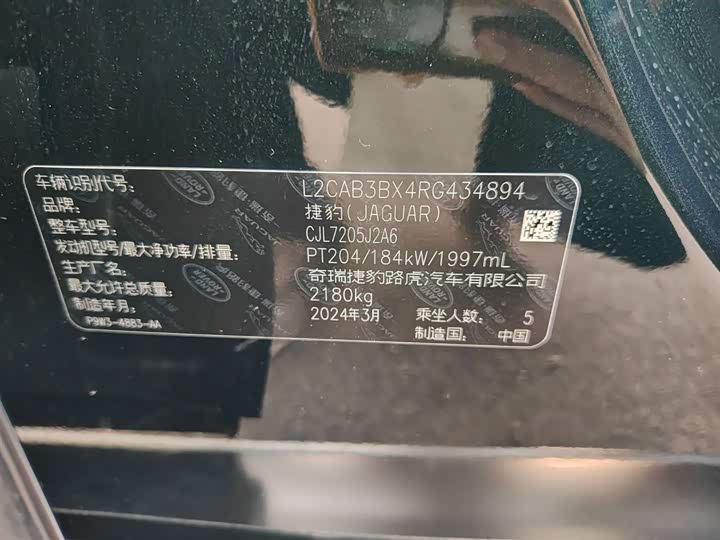 车辆识别代号: L2CAB3BX4RG434894
品牌: 捷豹(JAGUAR)
整车型号: CJL7205J2A6
发动机型号/最大净功率/排量: PT204/184kW/1997mL
生产厂名: 奇瑞捷豹路虎汽车有限公司
最大允许总质量: 2180kg
制造年月: 2024年3月 乘坐人数: 5
P9W3-4BB3-AA 制造国: 中国